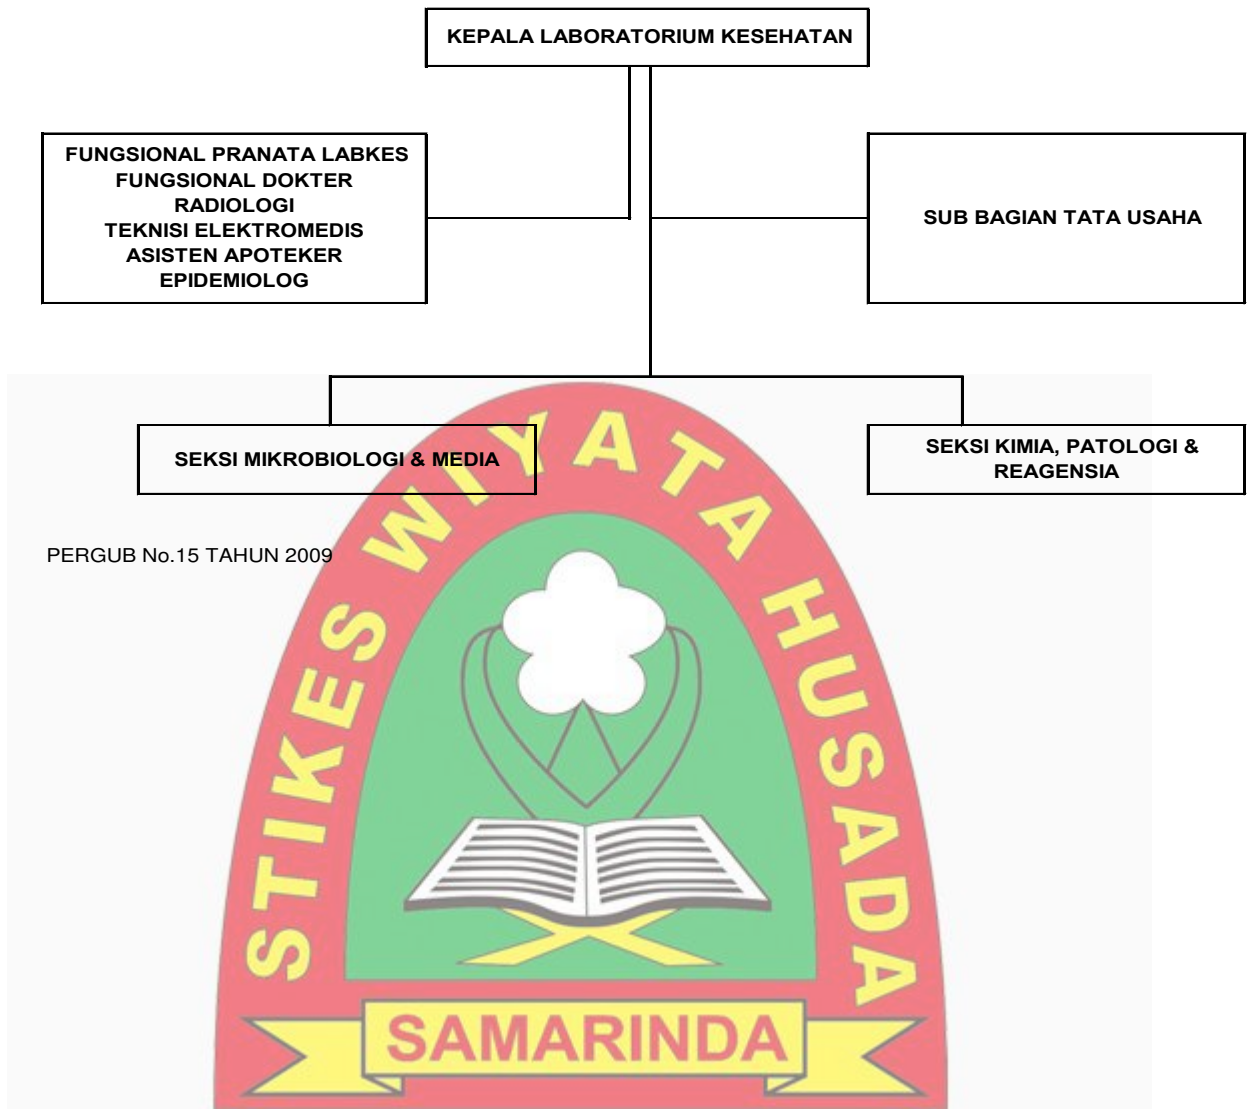 KEPALA LABORATORIUM KESEHATAN
FUNGSIONAL PRANATA LABKES
FUNGSIONAL DOKTER
RADIOLOGI
TEKNISI ELEKTROMEDIS
ASISTEN APOTEKER
EPIDEMIOLOG
SUB BAGIAN TATA USAHA
SEKSI MIKROBIOLOGI & MEDIA
SEKSI KIMIA, PATOLOGI &
REAGENSIA
PERGUB No.15 TAHUN 2009
STIKES WIYATA HUSADA
SAMARINDA